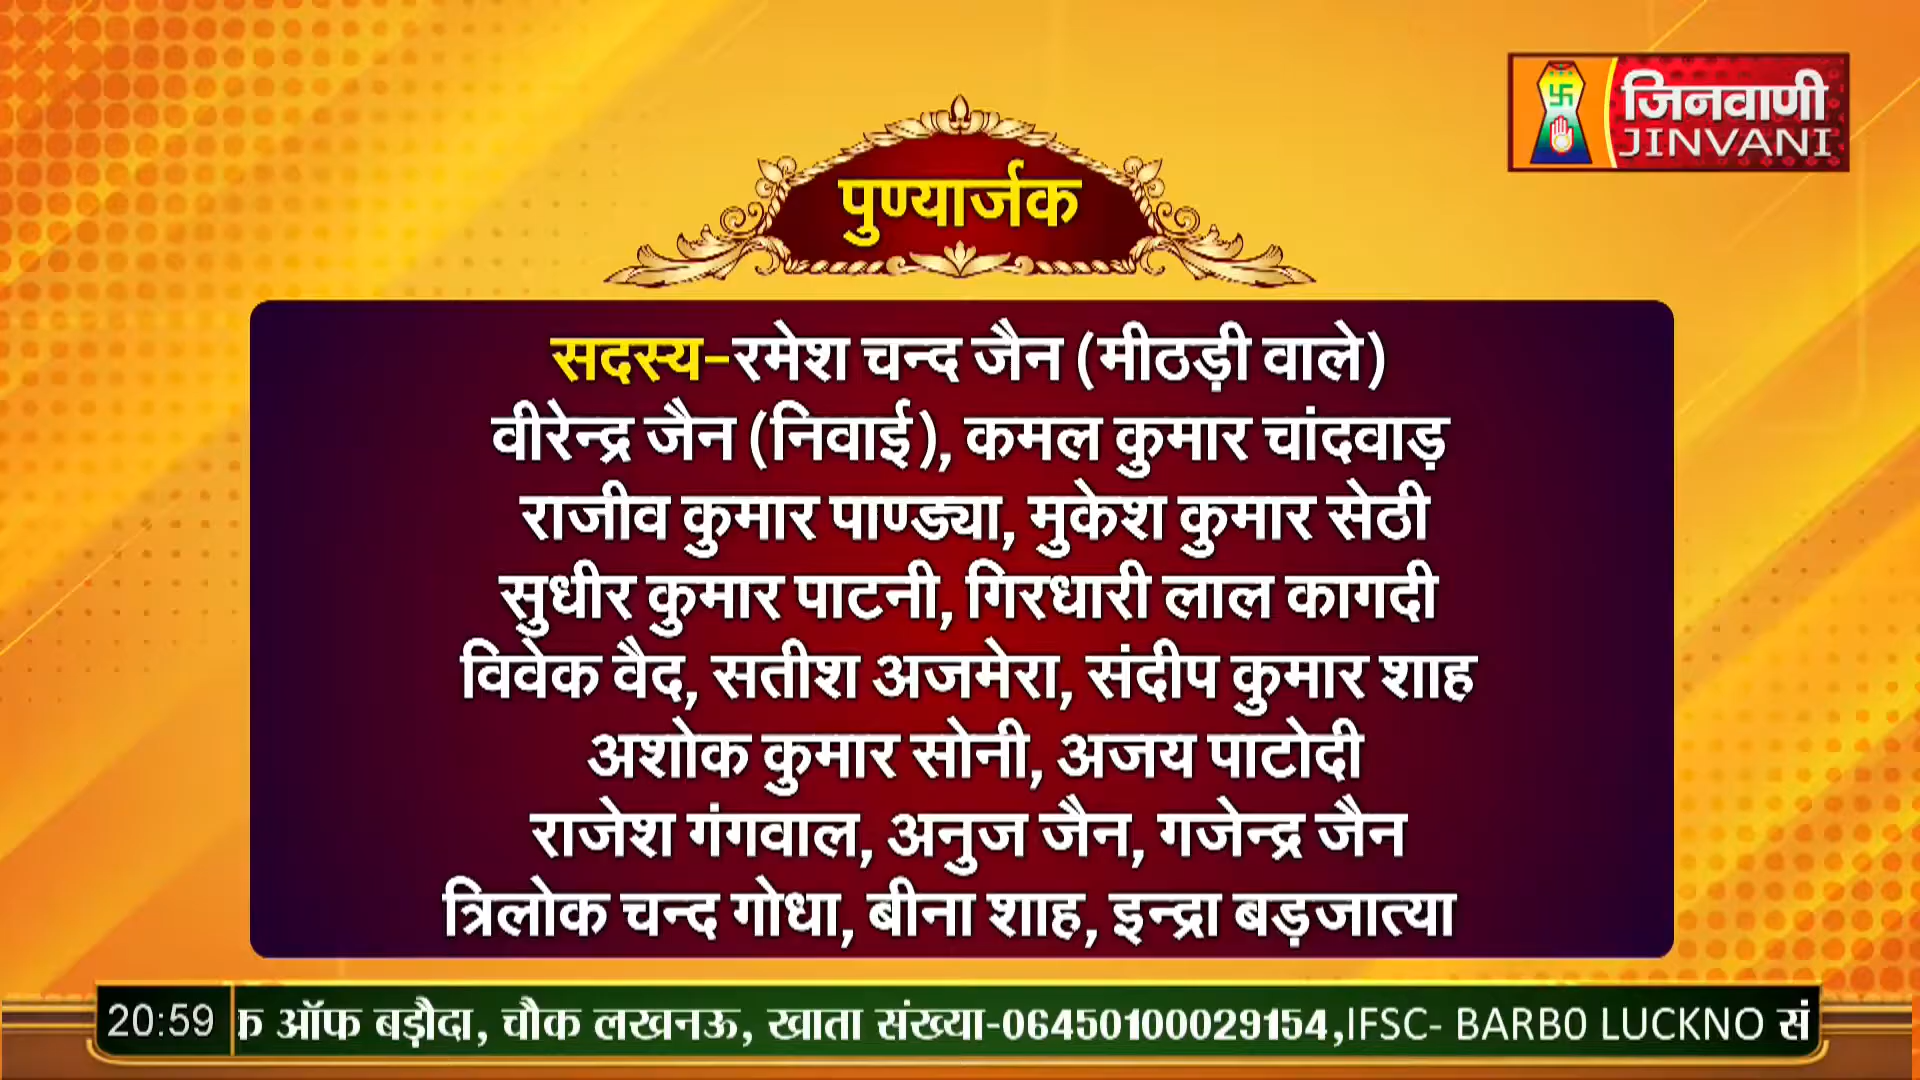 जिनवाणी
JINVANI
पुण्यार्जक
सदस्य-रमेश चन्द जैन (मीठड़ी वाले)
वीरेन्द्र जैन (निवाई), कमल कुमार चांदवाड़
राजीव कुमार पाण्ड्या, मुकेश कुमार सेठी
सुधीर कुमार पाटनी, गिरधारी लाल कागदी
विवेक वैद, सतीश अजमेरा, संदीप कुमार शाह
अशोक कुमार सोनी, अजय पाटोदी
राजेश गंगवाल, अनुज जैन, गजेन्द्र जैन
त्रिलोक चन्द गोधा, बीना शाह, इन्द्रा बड़जात्या
20:59 ऑफ बड़ौदा, चौक लखनऊ, खाता संख्या-06450100029154,IFSC- BARB0 LUCKNO सं